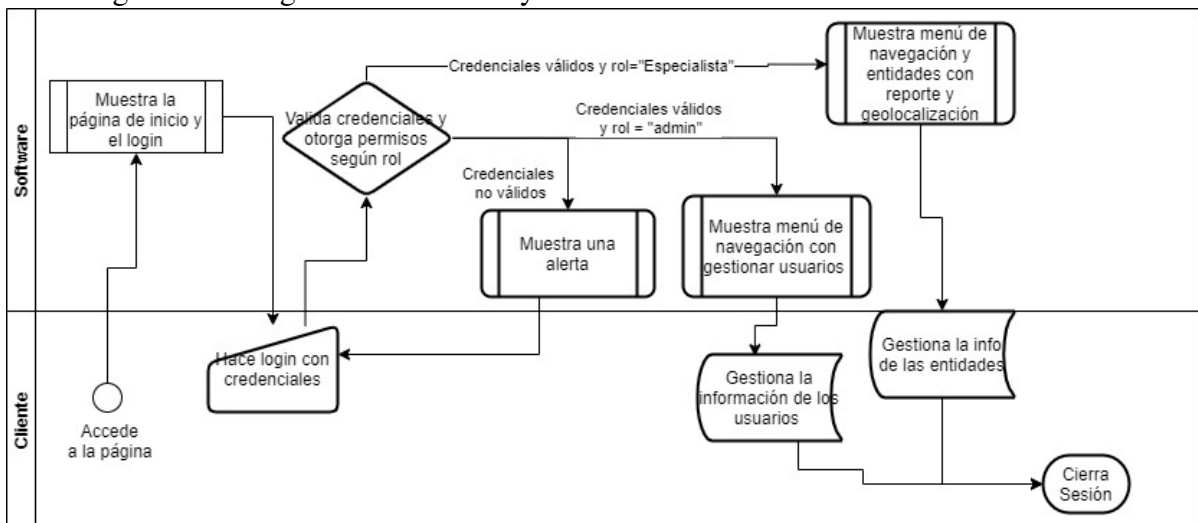 Software
Muestra la
página de inicio y
el login
Valida credenciales y
otorga permisos
según rol
Credenciales válidos y rol="Especialista"
Muestra menú de
navegación y
entidades con
reporte y
geolocalización
Credenciales válidos
y rol = "admin"
Credenciales
no válidos
Muestra una
alerta
Muestra menú de
navegación con
gestionar usuarios
Cliente
Accede
a la página
Hace login con
credenciales
Gestiona la
información de los
usuarios
Gestiona la info
de las entidades
Cierra
Sesión